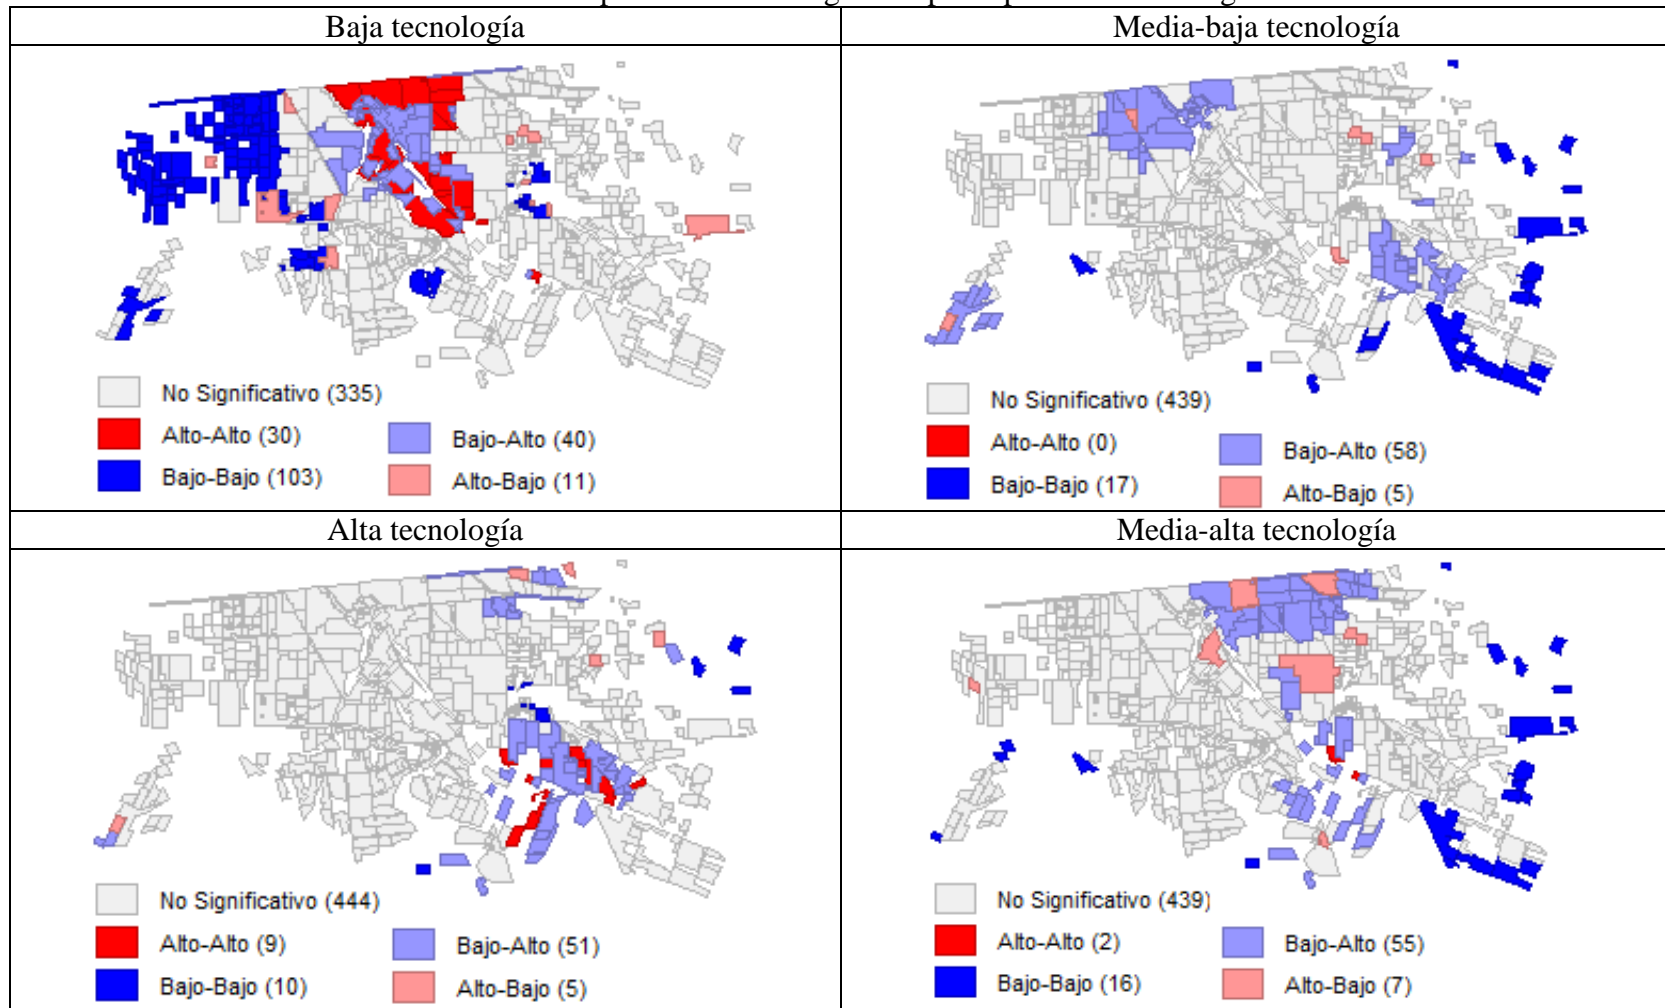 Baja tecnología
Media-baja tecnología
No Significativo (335)
Alto-Alto (30)
Bajo-Alto (40)
Bajo-Bajo (103)
Alto-Bajo (11)
No Significativo (439)
Alto-Alto (0)
Bajo-Alto (58)
Bajo-Bajo (17)
Alto-Bajo (5)
Alta tecnología
Media-alta tecnología
No Significativo (444)
Alto-Alto (9)
Bajo-Alto (51)
Bajo-Bajo (10)
Alto-Bajo (5)
No Significativo (439)
Alto-Alto (2)
Bajo-Alto (55)
Bajo-Bajo (16)
Alto-Bajo (7)